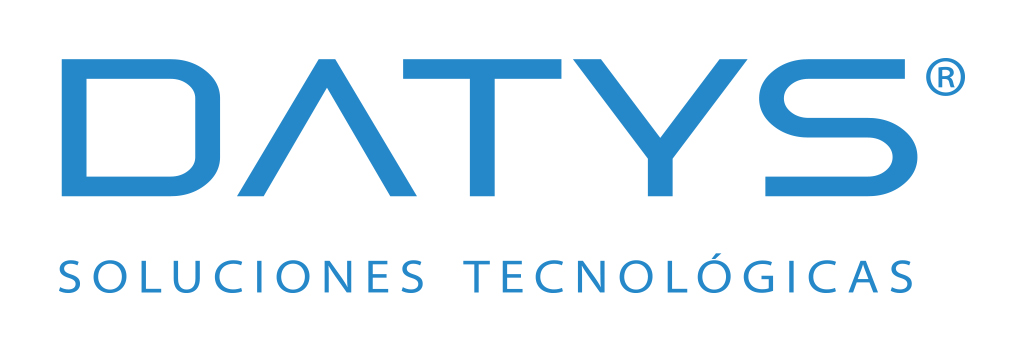 DATYS®
SOLUCIONES TECNOLÓGICAS